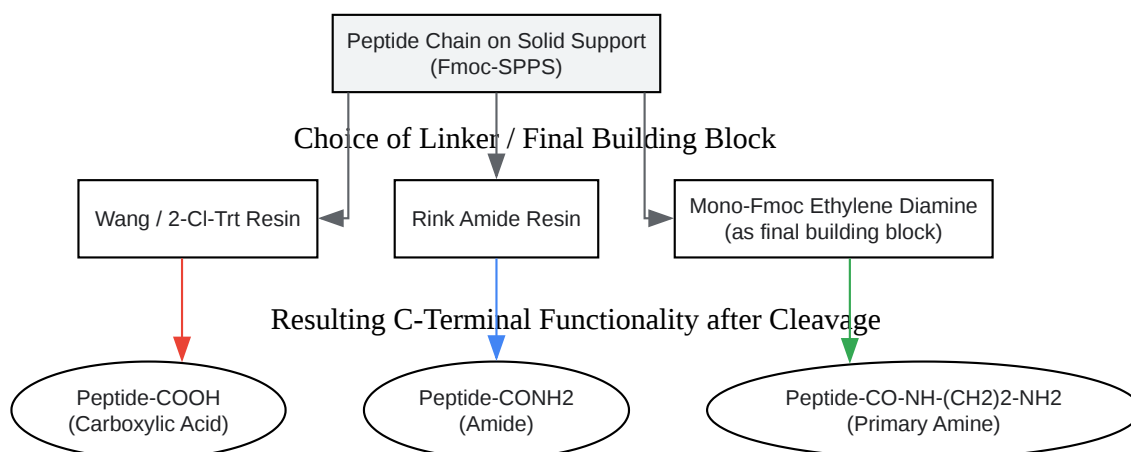 Peptide Chain on Solid Support
(Fmoc-SPPS)
Choice of Linker / Final Building Block
Wang / 2-Cl-Trt Resin
Rink Amide Resin
Mono-Fmoc Ethylene Diamine
(as final building block)
Resulting C-Terminal Functionality after Cleavage
Peptide-COOH
(Carboxylic Acid)
Peptide-CONH2
(Amide)
Peptide-CO-NH-(CH2)2-NH2
(Primary Amine)